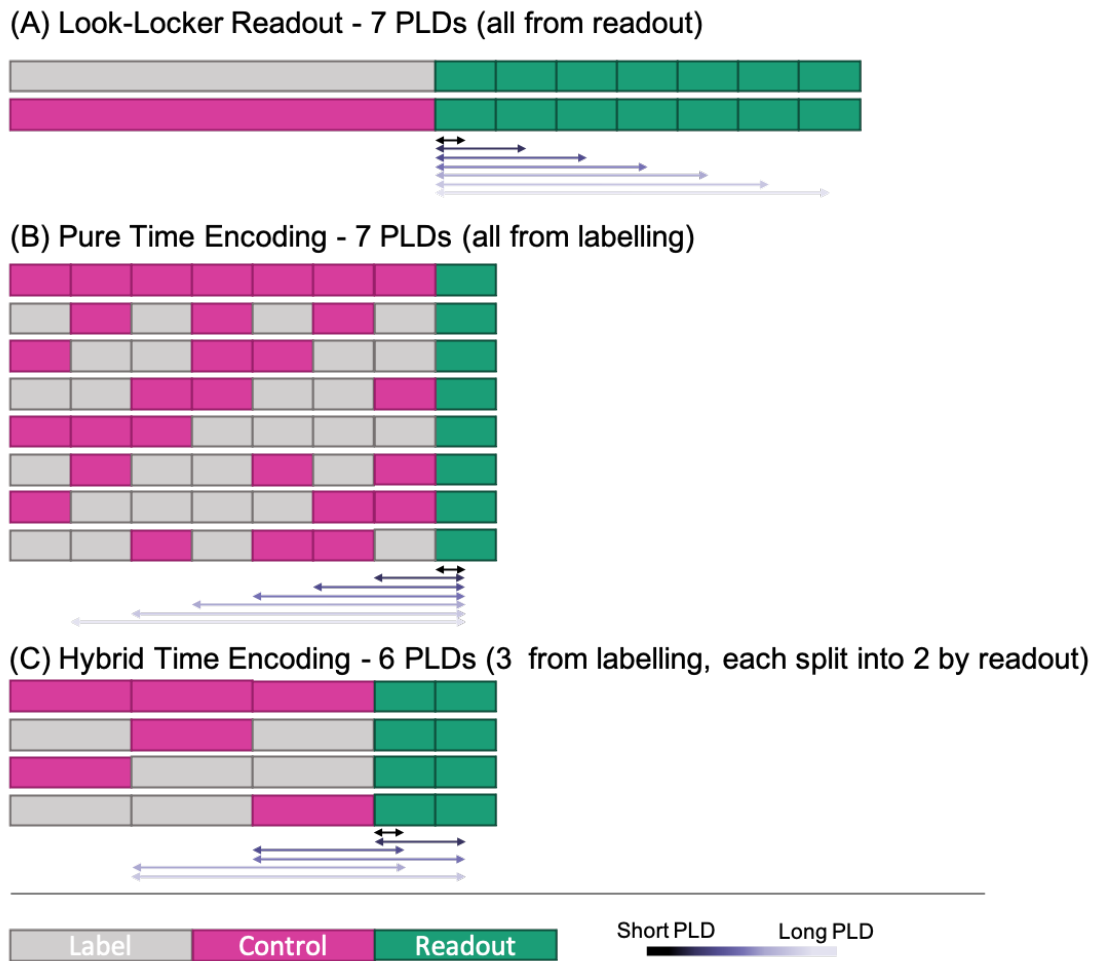 (A) Look-Locker Readout - 7 PLDs (all from readout)
(B) Pure Time Encoding - 7 PLDs (all from labelling)
(C) Hybrid Time Encoding - 6 PLDs (3 from labelling, each split into 2 by readout)
Label Control Readout
Short PLD Long PLD